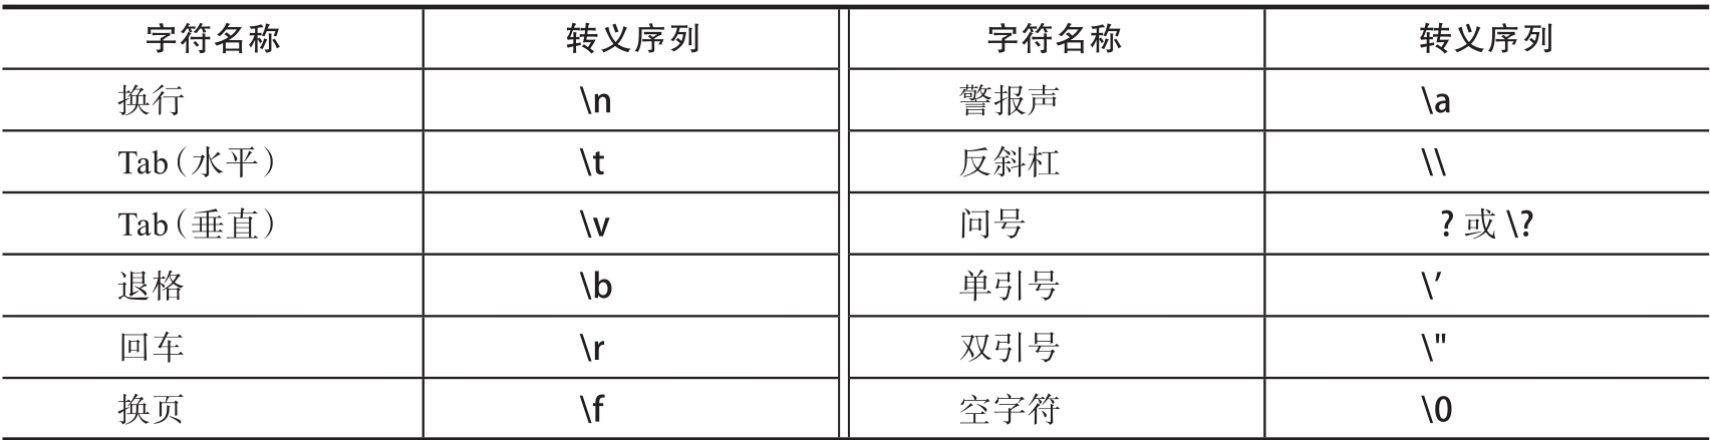 字符名称 转义序列 字符名称 转义序列
换行 \n 警报声 \a
Tab（水平） \t 反斜杠 \\
Tab（垂直） \v 问号 ? 或 \?
退格 \b 单引号 \′
回车 \r 双引号 \"
换页 \f 空字符 \0